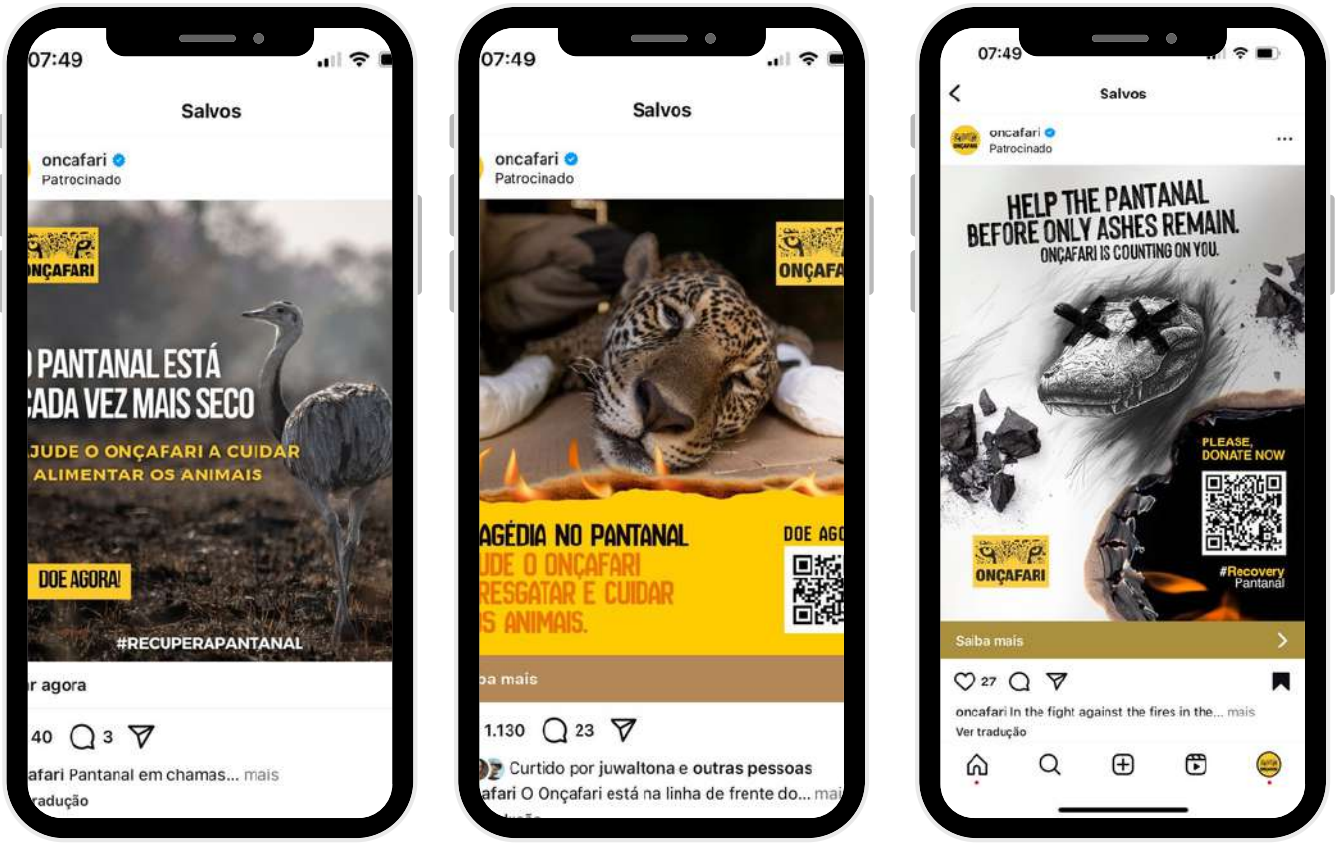 07:49
Salvos
oncafari
Patrocinado
ONÇAFARI
O PANTANAL ESTÁ
CADA VEZ MAIS SECO
JUDE O ONÇAFARI A CUIDAR
ALIMENTAR OS ANIMAIS
DOE AGORA!
#RECUPERAPANTANAL
r agora
40 3
afari Pantanal em chamas... mais
radução
07:49
Salvos
oncafari
Patrocinado
ONÇAFA
AGÉDIA NO PANTANAL
UDE O ONÇAFARI
RESGATAR E CUIDAR
S ANIMAIS.
DOE AGO
ba mais
1.130 23
Curtido por juwaltona e outras pessoas
afari O Onçafari está na linha de frente do... mai
07:49
Salvos
oncafari
Patrocinado
HELP THE PANTANAL
BEFORE ONLY ASHES REMAIN.
ONÇAFARI IS COUNTING ON YOU.
PLEASE,
DONATE NOW
ONÇAFARI
#Recovery
Pantanal
Saiba mais
27
oncafari In the fight against the fires in the... mais
Ver tradução